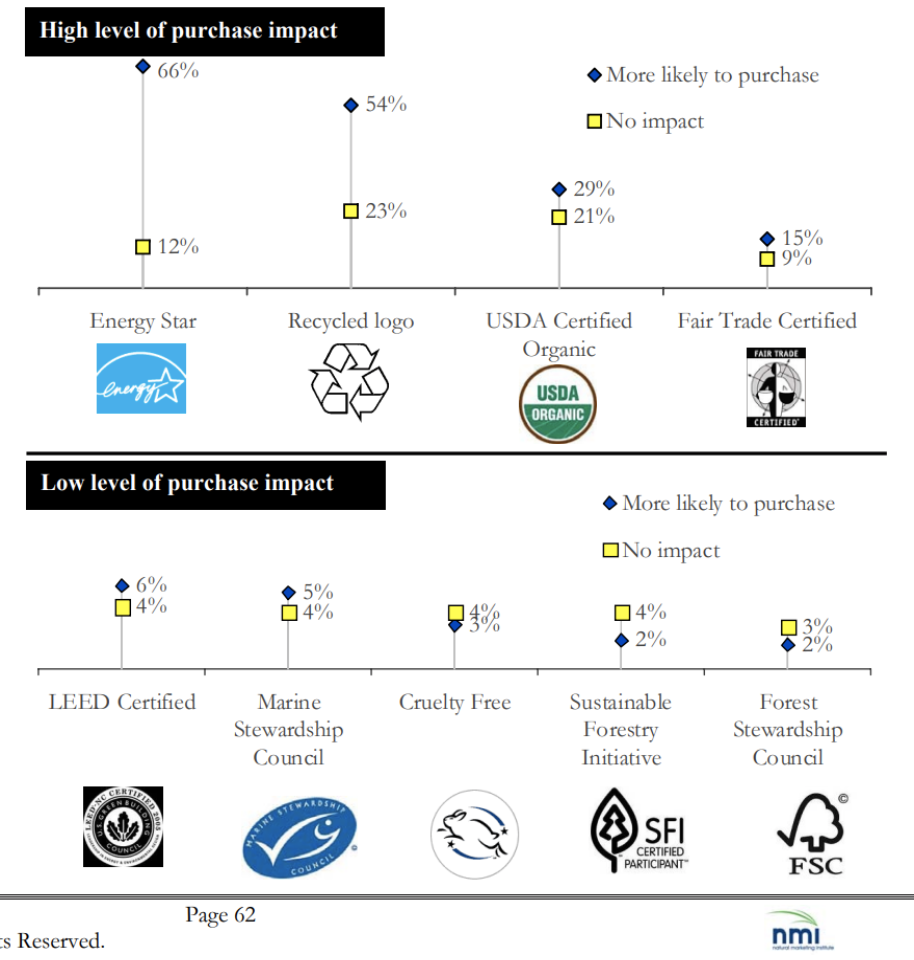 High level of purchase impact
More likely to purchase
No impact
66%
54%
29%
23%
21%
12%
15%
9%
Energy Star
Recycled logo
USDA Certified
Organic
Fair Trade Certified
energy
USDA
ORGANIC
FAIR TRADE
CERTIFIED
Low level of purchase impact
More likely to purchase
No impact
6%
4%
5%
4%
4%
3%
4%
2%
3%
2%
LEED Certified
Marine
Stewardship
Council
Cruelty Free
Sustainable
Forestry
Initiative
Forest
Stewardship
Council
MARINE STEWARDSHIP
COUNCIL
SFI
CERTIFIED
PARTICIPANT™
©
FSC
Page 62
ts Reserved.
nmi
natural marketing institute